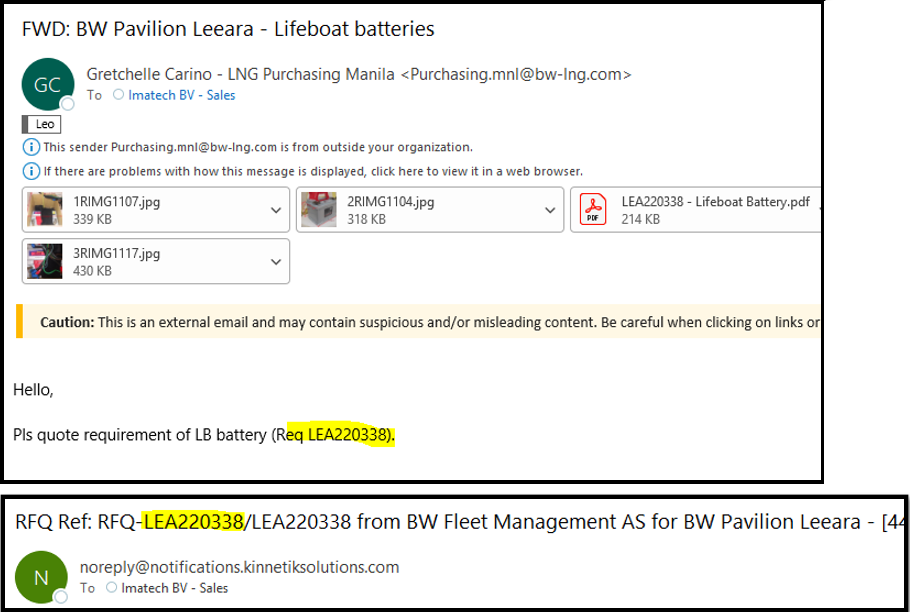 FWD: BW Pavilion Leeara - Lifeboat batteries
GC
Gretchelle Carino - LNG Purchasing Manila <Purchasing.mnl@bw-lng.com>
To Imatech BV - Sales
Leo
This sender Purchasing.mnl@bw-lng.com is from outside your organization.
If there are problems with how this message is displayed, click here to view it in a web browser.
1RIMG1107.jpg
339 KB
2RIMG1104.jpg
318 KB
PDF
LEA220338 - Lifeboat Battery.pdf
214 KB
3RIMG1117.jpg
430 KB
Caution: This is an external email and may contain suspicious and/or misleading content. Be careful when clicking on links or
Hello,
Pls quote requirement of LB battery (Req LEA220338).
RFQ Ref: RFQ-LEA220338/LEA220338 from BW Fleet Management AS for BW Pavilion Leeara - [44
N
noreply@notifications.kinnetiksolutions.com
To Imatech BV - Sales